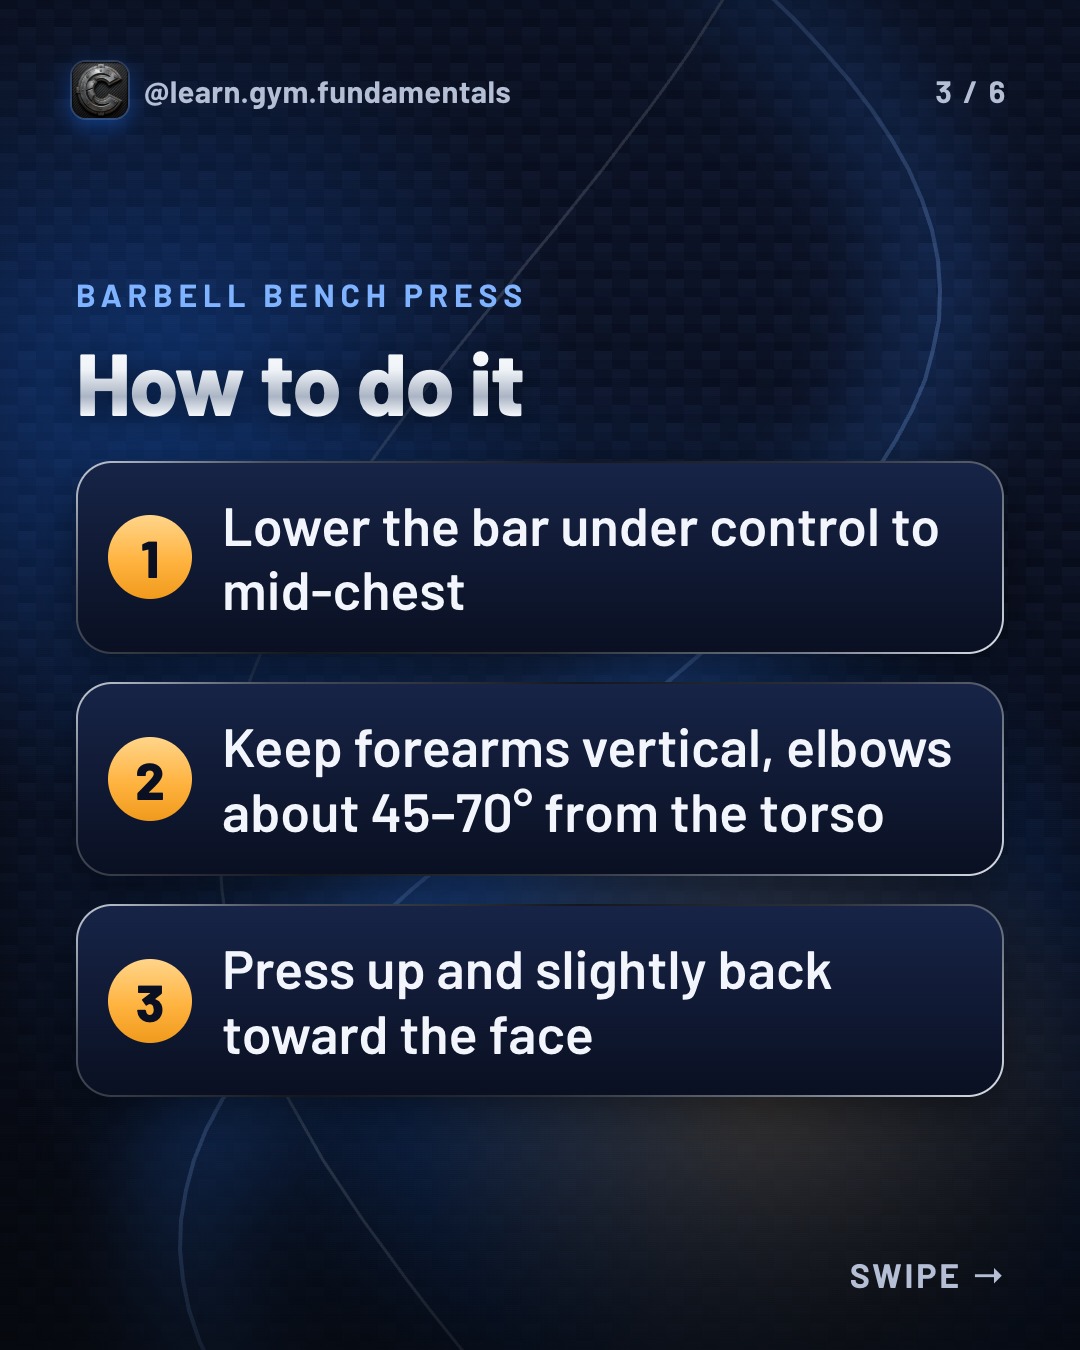 @learn.gym.fundamentals
3 / 6
BARBELL BENCH PRESS
How to do it
1
Lower the bar under control to
mid-chest
2
Keep forearms vertical, elbows
about 45–70° from the torso
3
Press up and slightly back
toward the face
SWIPE →